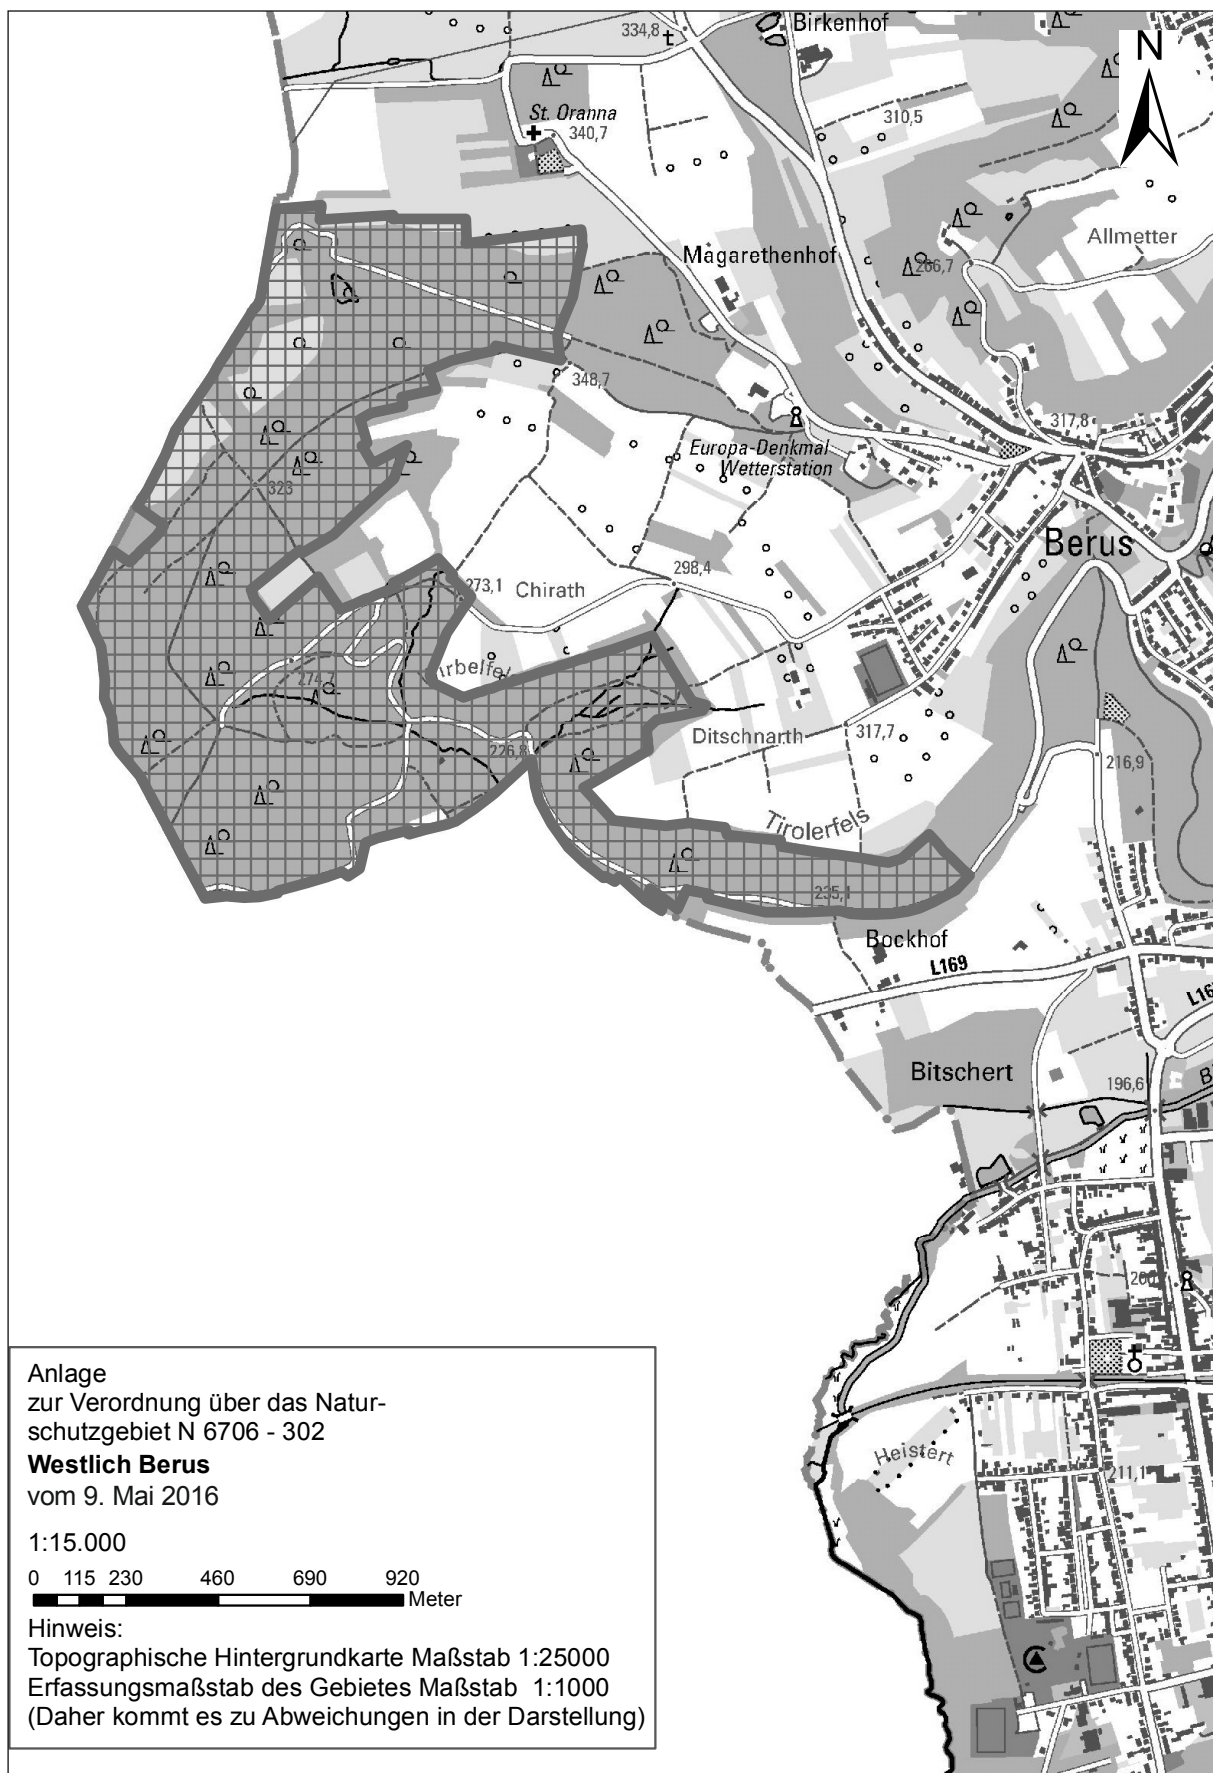 334,8
Birkenhof
N
St. Oranna
340,7
310,5
Allmetter
Magarethenhof
266,7
348,7
317,8
Europa-Denkmal
Wetterstation
323
Berus
298,4
273,1
Chirath
274,7
Ditschnarth
317,7
226,8
216,9
Tirolerfels
235,1
Bockhof
L169
Bitschert
196,6
Heistert
211,1
Anlage
zur Verordnung über das Natur-
schutzgebiet N 6706 - 302
Westlich Berus
vom 9. Mai 2016
1:15.000
0 115 230 460 690 920
Meter
Hinweis:
Topographische Hintergrundkarte Maßstab 1:25000
Erfassungsmaßstab des Gebietes Maßstab 1:1000
(Daher kommt es zu Abweichungen in der Darstellung)